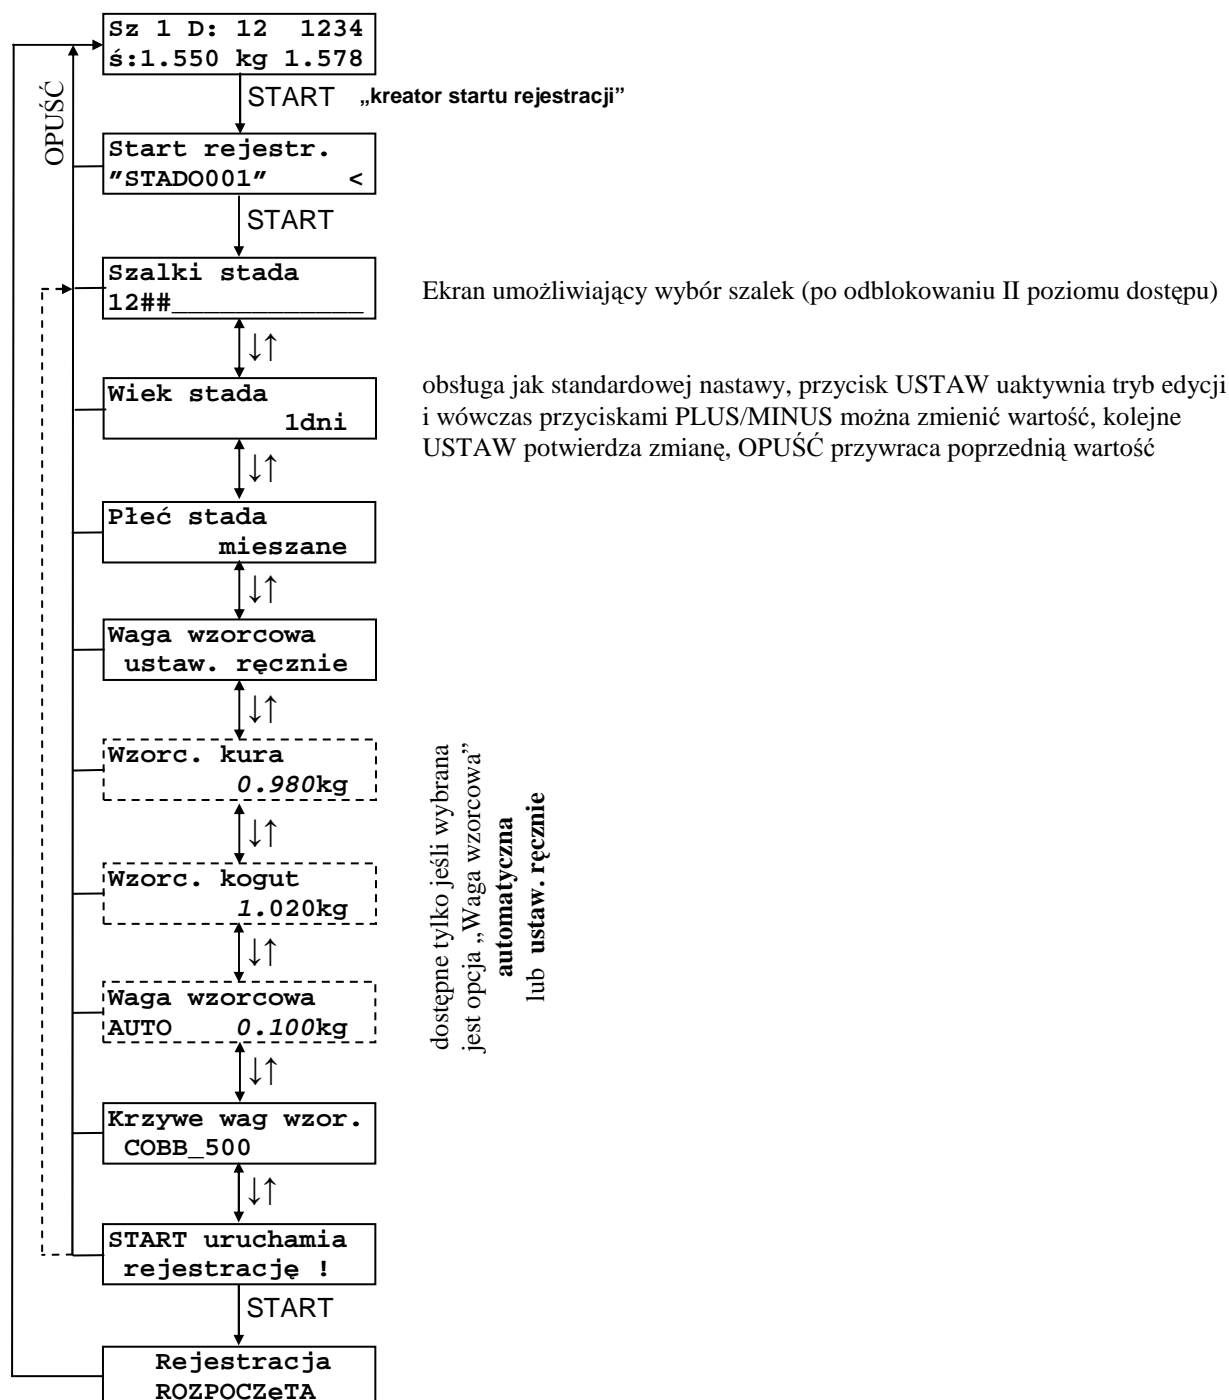 Sz 1 D: 12 1234
ś:1.550 kg 1.578
START „kreator startu rejestracji”
OPUŚĆ
Start rejestr.
”STADO001” <
START
Szalki stada
12##____________
Ekran umożliwiający wybór szalek (po odblokowaniu II poziomu dostępu)
↓↑
Wiek stada
1dni
obsługa jak standardowej nastawy, przycisk USTAW uaktywnia tryb edycji
i wówczas przyciskami PLUS/MINUS można zmienić wartość, kolejne
USTAW potwierdza zmianę, OPUŚĆ przywraca poprzednią wartość
↓↑
Płeć stada
mieszane
↓↑
Waga wzorcowa
ustaw. ręcznie
↓↑
Wzorc. kura
0.980kg
↓↑
Wzorc. kogut
1.020kg
↓↑
Waga wzorcowa
AUTO 0.100kg
dostępne tylko jeśli wybrana
jest opcja „Waga wzorcowa”
automatyczna
lub ustaw. ręcznie
↓↑
Krzywe wag wzor.
COBB_500
↓↑
START uruchamia
rejestrację !
START
Rejestracja
ROZPOCZęTA